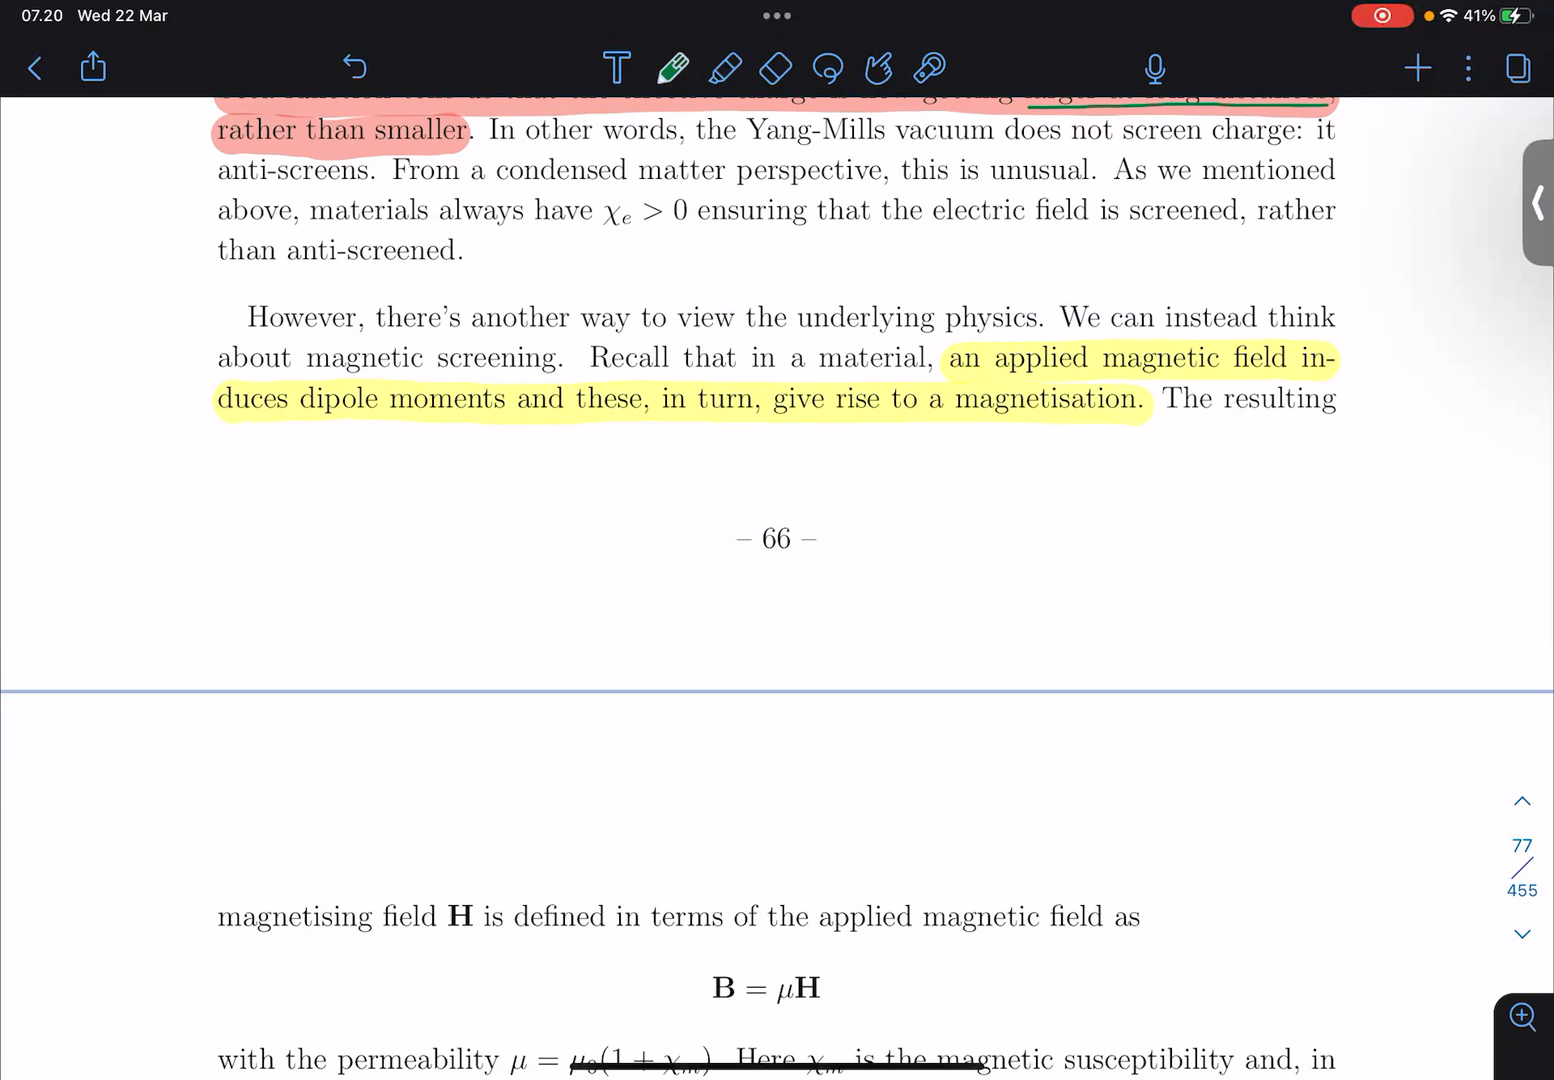 07.20 Wed 22 Mar
41%
larger at long distances,
rather than smaller. In other words, the Yang-Mills vacuum does not screen charge: it
anti-screens. From a condensed matter perspective, this is unusual. As we mentioned
above, materials always have χₑ > 0 ensuring that the electric field is screened, rather
than anti-screened.
However, there's another way to view the underlying physics. We can instead think
about magnetic screening. Recall that in a material, an applied magnetic field in-
duces dipole moments and these, in turn, give rise to a magnetisation. The resulting
– 66 –
77
455
magnetising field H is defined in terms of the applied magnetic field as
B = μH
with the permeability μ = μ₀(1 + χₘ). Here χₘ is the magnetic susceptibility and, in